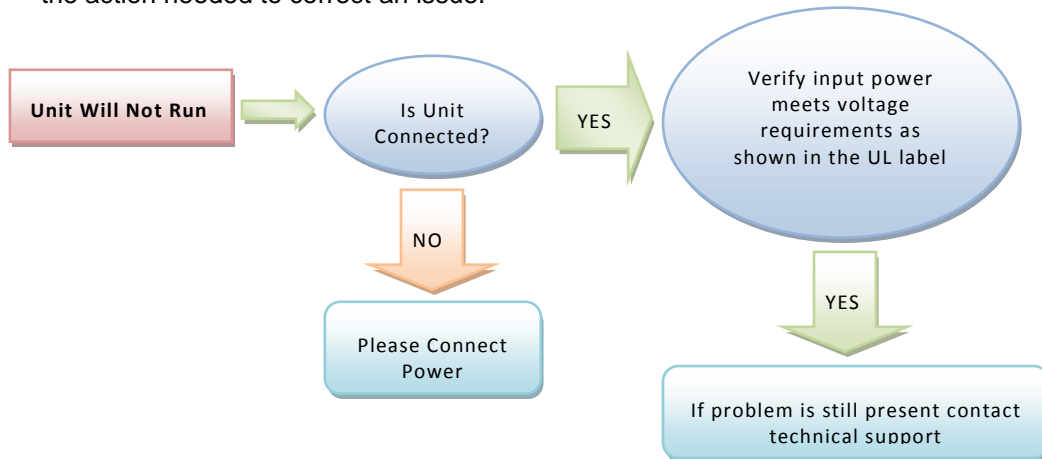 the action needed to correct an issue.
Unit Will Not Run
Is Unit
Connected?
YES
Verify input power
meets voltage
requirements as
shown in the UL label
NO
YES
Please Connect
Power
If problem is still present contact
technical support